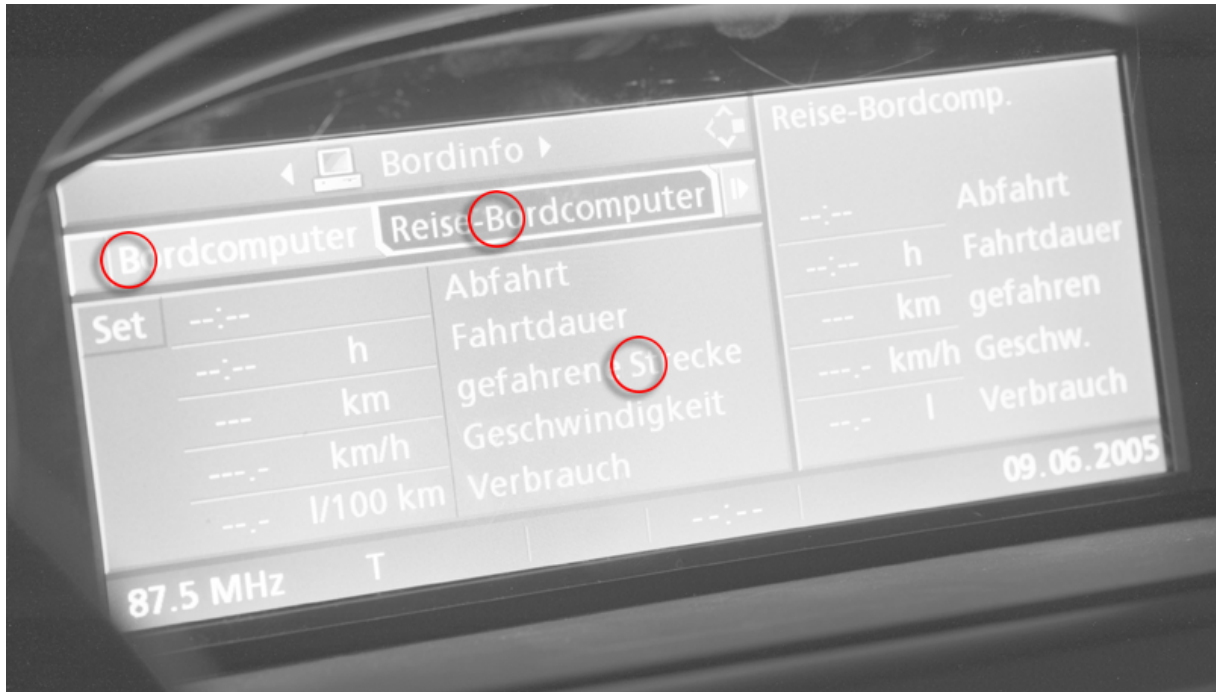 Bordinfo
Bordcomputer Reise-Bordcomputer
Set --:-- Abfahrt
--:-- h Fahrtdauer
--- km gefahrene Strecke
---.- km/h Geschwindigkeit
--.- l/100 km Verbrauch
Reise-Bordcomp.
--:-- Abfahrt
--:-- h Fahrtdauer
--- km gefahren
---.- km/h Geschw.
--.- l Verbrauch
87.5 MHz T --:-- 09.06.2005